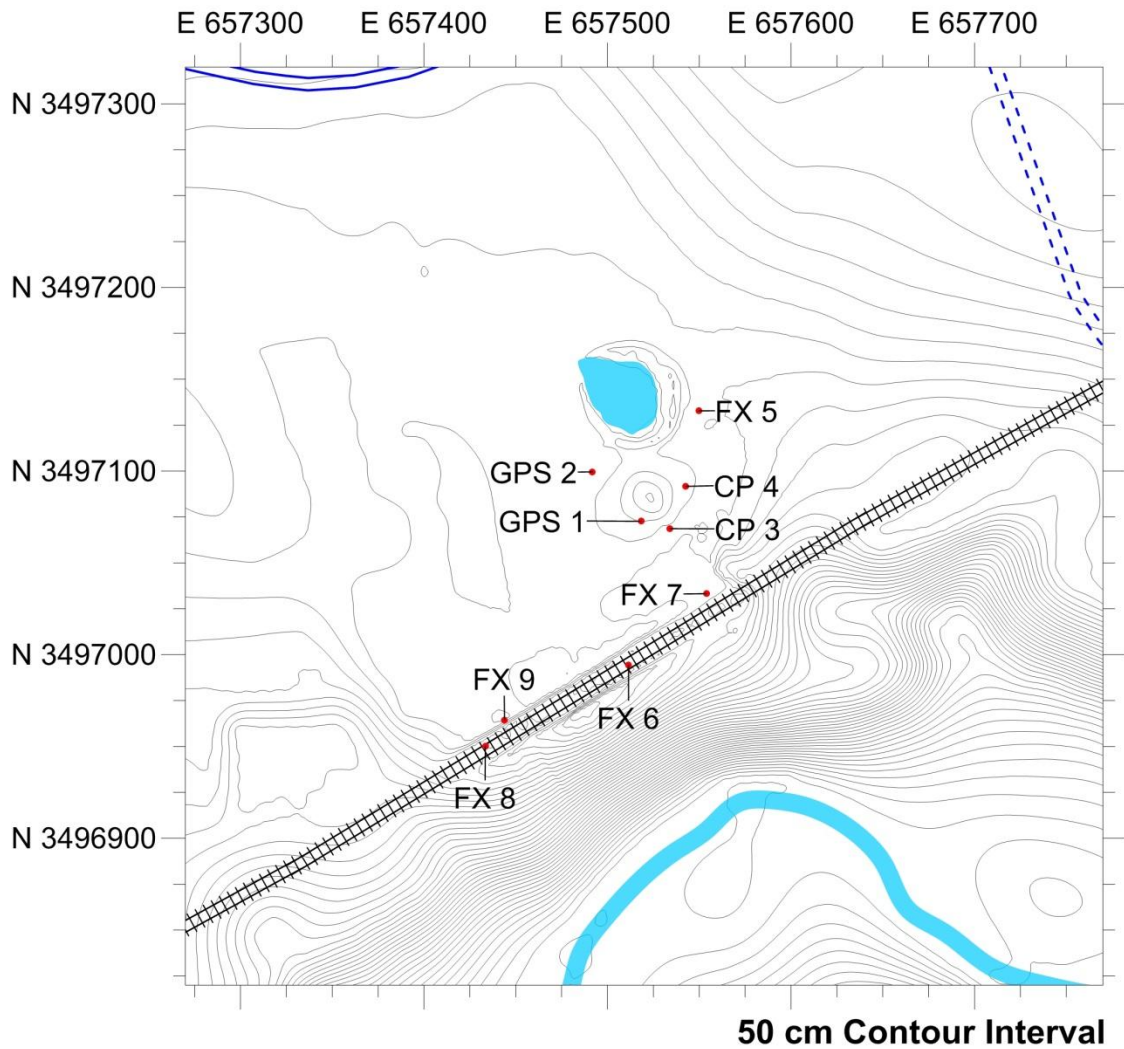 E 657300 E 657400 E 657500 E 657600 E 657700
N 3497300
N 3497200
FX 5
GPS 2
CP 4
GPS 1
CP 3
FX 7
N 3497100
N 3497000
FX 9
FX 6
FX 8
N 3496900
50 cm Contour Interval